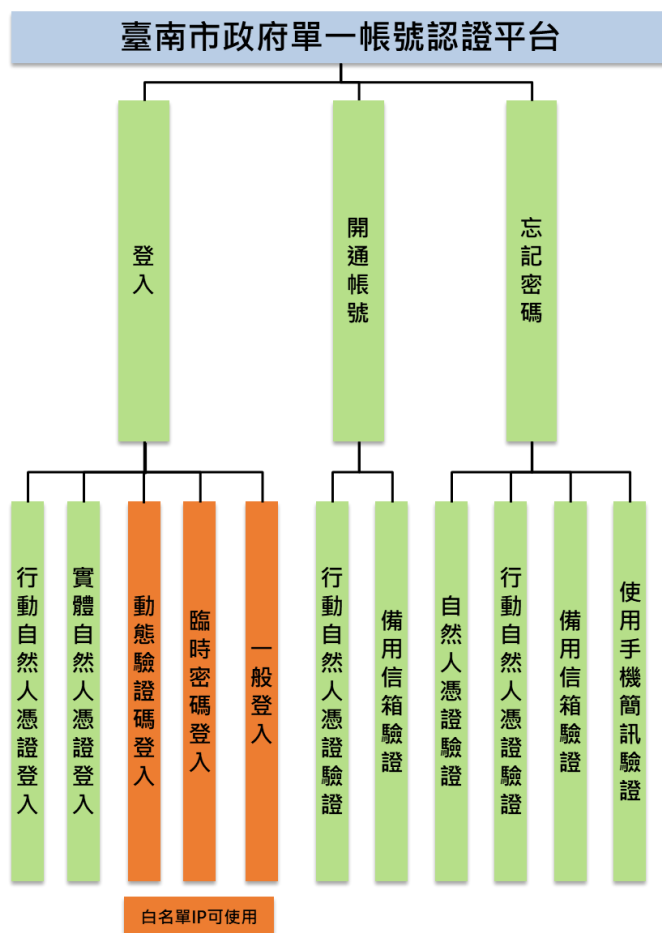 臺南市政府單一帳號認證平台
登入
開通帳號
忘記密碼
行動自然人憑證登入
實體自然人憑證登入
動態驗證碼登入
臨時密碼登入
一般登入
行動自然人憑證驗證
備用信箱驗證
自然人憑證驗證
行動自然人憑證驗證
備用信箱驗證
使用手機簡訊驗證
白名單IP可使用